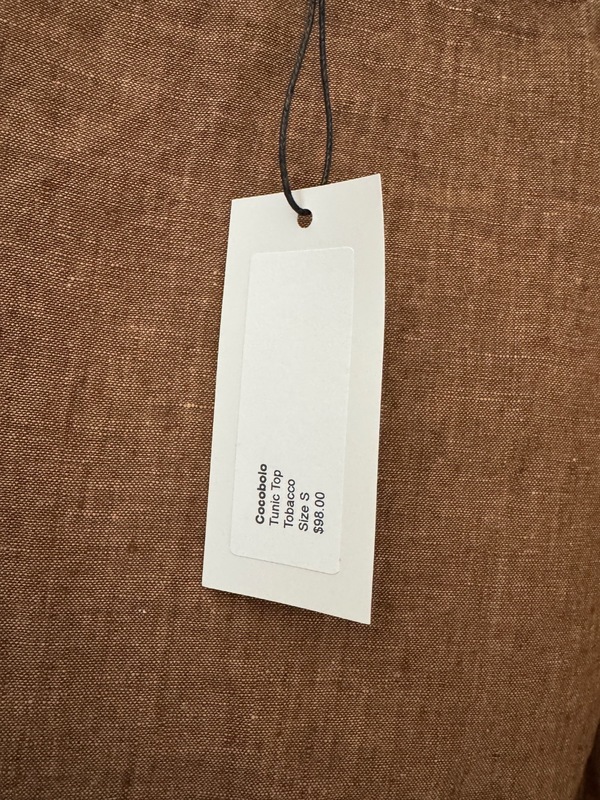 Cocobolo
Tunic Top
Tobacco
Size S
$98.00